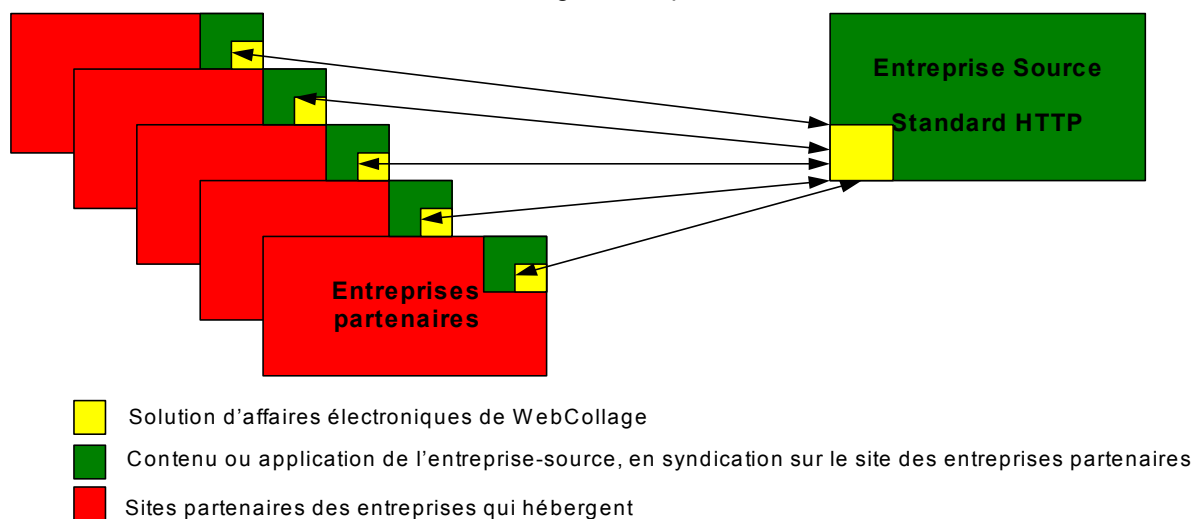 Entreprise Source
Standard HTTP
Entreprises
partenaires
Solution d'affaires électroniques de WebCollage
Contenu ou application de l'entreprise-source, en syndication sur le site des entreprises partenaires
Sites partenaires des entreprises qui hébergent